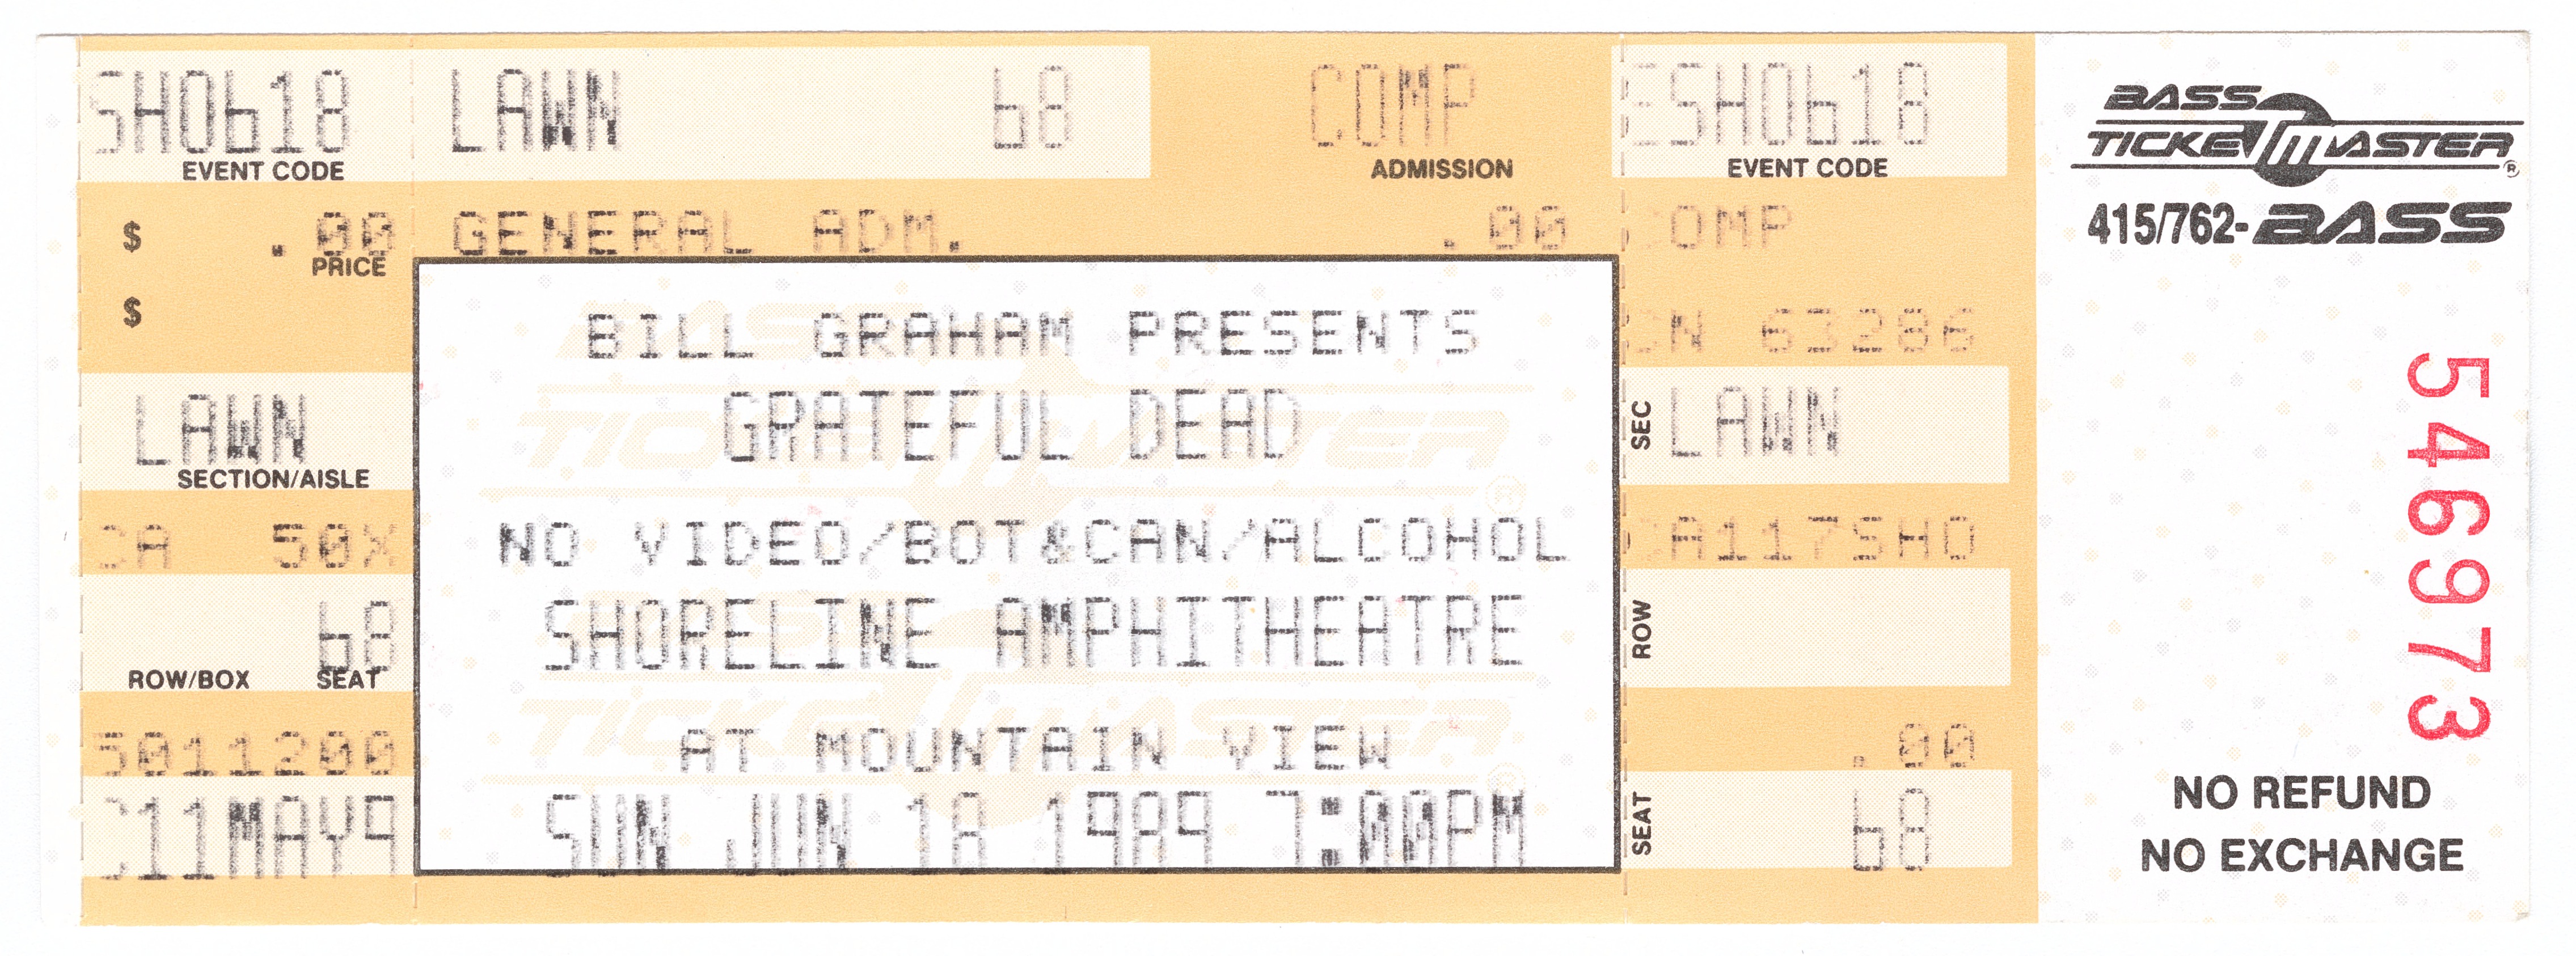 SH0618 LAWN 68 COMP ESH0618
EVENT CODE ADMISSION EVENT CODE
$ .00 GENERAL ADM. .00 COMP
PRICE
$
BILL GRAHAM PRESENTS
CN 63286
GRATEFUL DEAD
LAWN
SECTION/AISLE
SEC LAWN
CA 50X
NO VIDEO/BOT&CAN/ALCOHOL
CA117SHO
68
ROW/BOX SEAT
SHORELINE AMPHITHEATRE
ROW
5011200
AT MOUNTAIN VIEW
.00
C11MAY9
SUN JUN 18 1989 7:00PM
SEAT 68
BASS
TICKETMASTER®
415/762-BASS
546973
NO REFUND
NO EXCHANGE